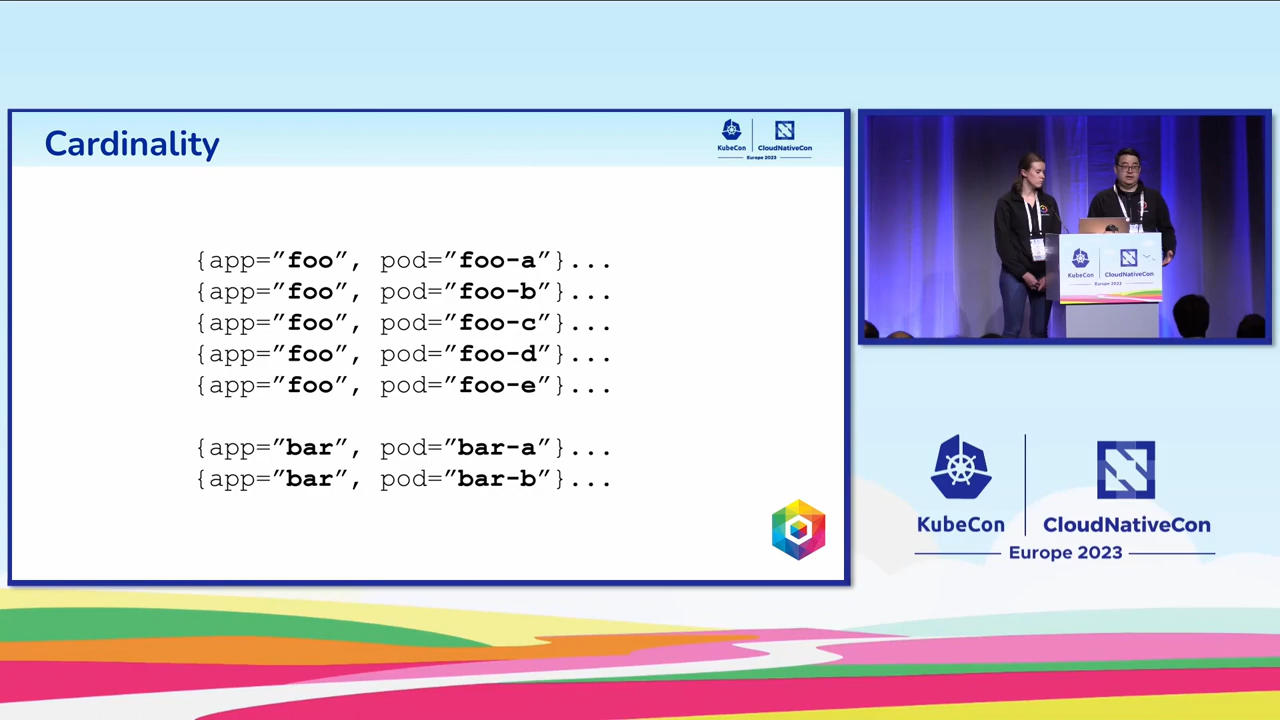 Cardinality
KubeCon
CloudNativeCon
Europe 2023
{app=”foo”, pod=”foo-a”}...
{app=”foo”, pod=”foo-b”}...
{app=”foo”, pod=”foo-c”}...
{app=”foo”, pod=”foo-d”}...
{app=”foo”, pod=”foo-e”}...
{app=”bar”, pod=”bar-a”}...
{app=”bar”, pod=”bar-b”}...
KubeCon
CloudNativeCon
Europe 2023
KubeCon
CloudNativeCon
Europe 2023